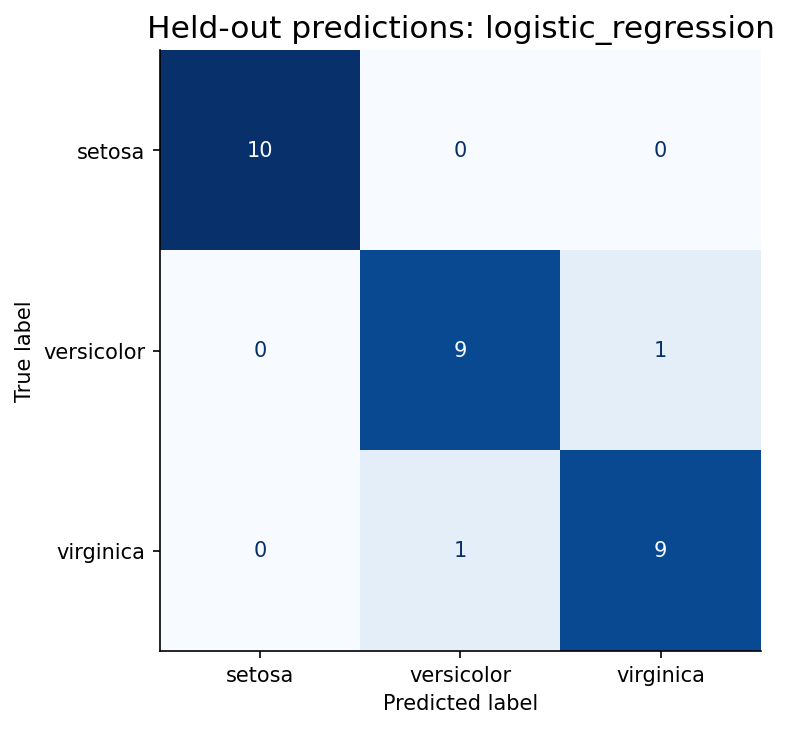 Held-out predictions: logistic_regression
setosa
10
0
0
versicolor
0
9
1
virginica
0
1
9
True label
setosa
versicolor
virginica
Predicted label